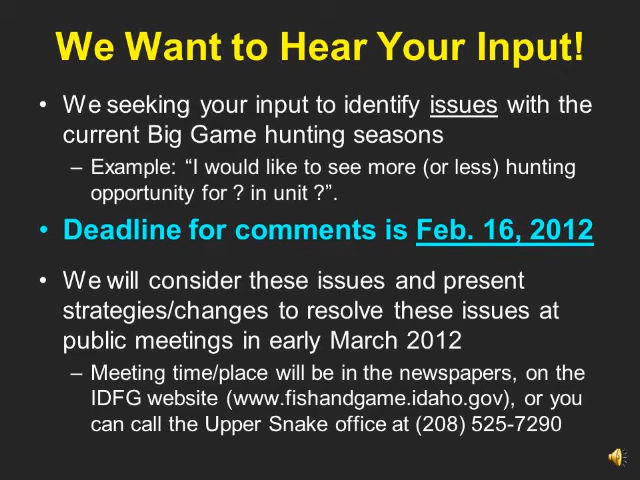 We Want to Hear Your Input!
• We seeking your input to identify issues with the
current Big Game hunting seasons
– Example: “I would like to see more (or less) hunting
opportunity for ? in unit ?”.
• Deadline for comments is Feb. 16, 2012
• We will consider these issues and present
strategies/changes to resolve these issues at
public meetings in early March 2012
– Meeting time/place will be in the newspapers, on the
IDFG website (www.fishandgame.idaho.gov), or you
can call the Upper Snake office at (208) 525-7290